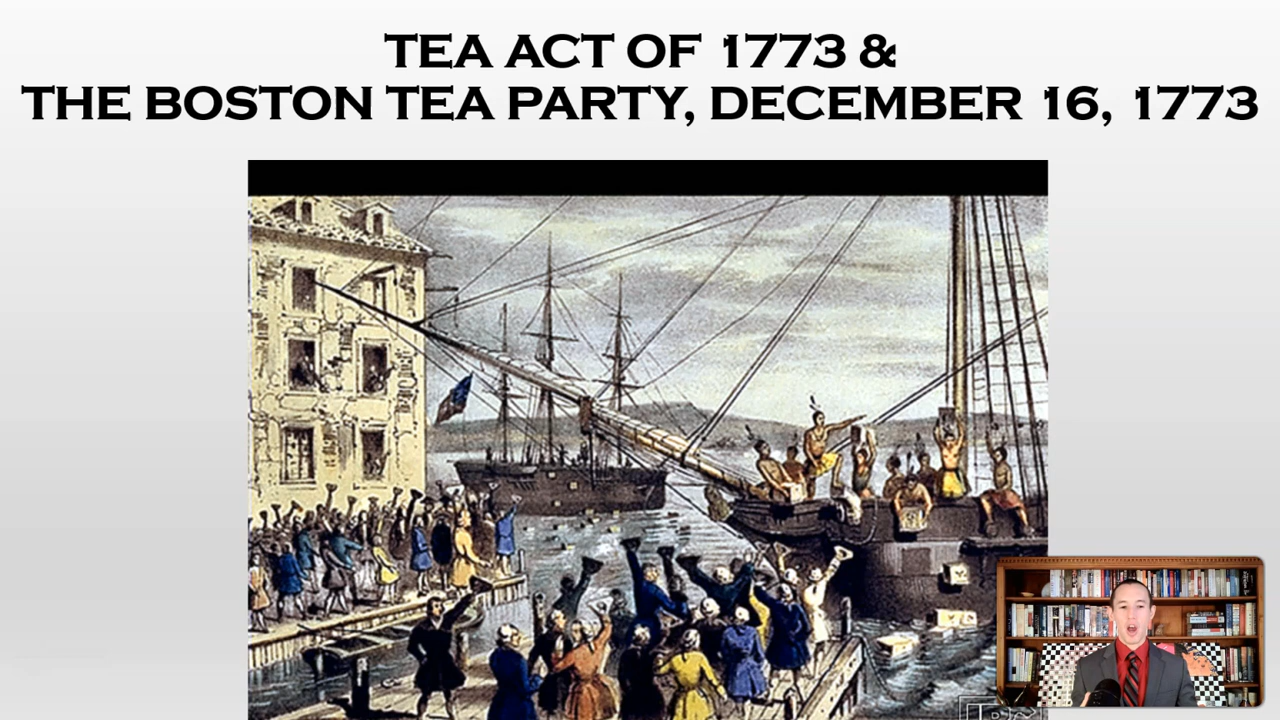 TEA ACT OF 1773 &
THE BOSTON TEA PARTY, DECEMBER 16, 1773